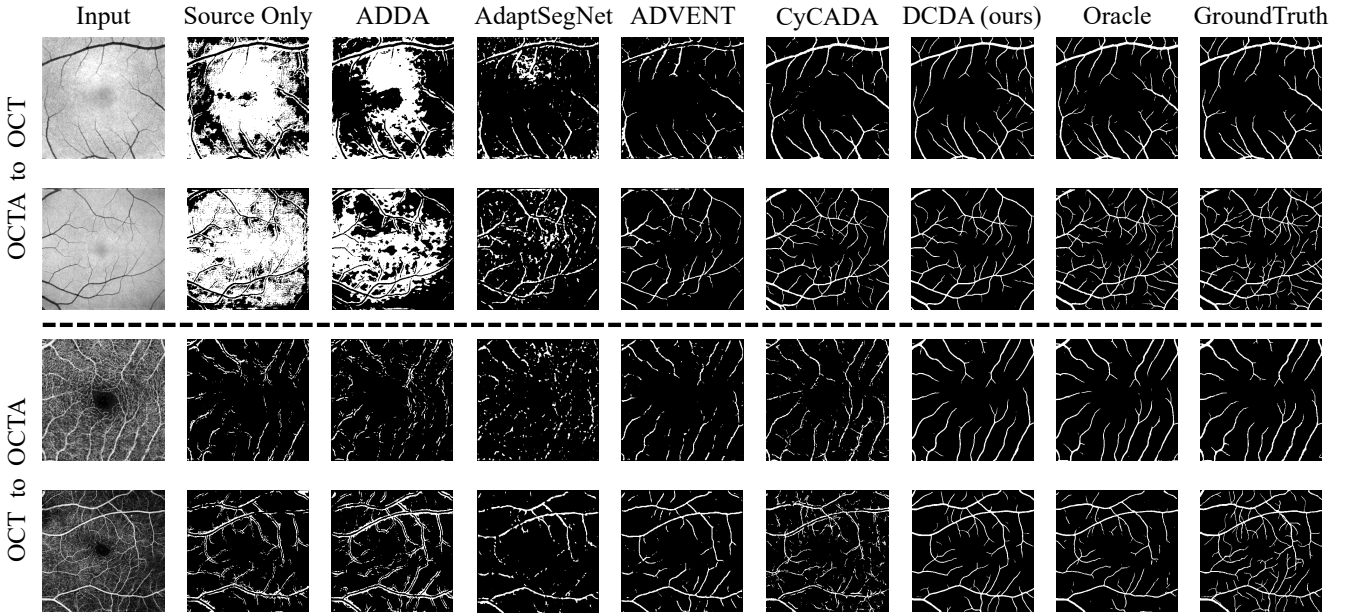 Input Source Only ADDA AdaptSegNet ADVENT CyCADA DCDA (ours) Oracle GroundTruth
OCTA to OCT
OCT to OCTA